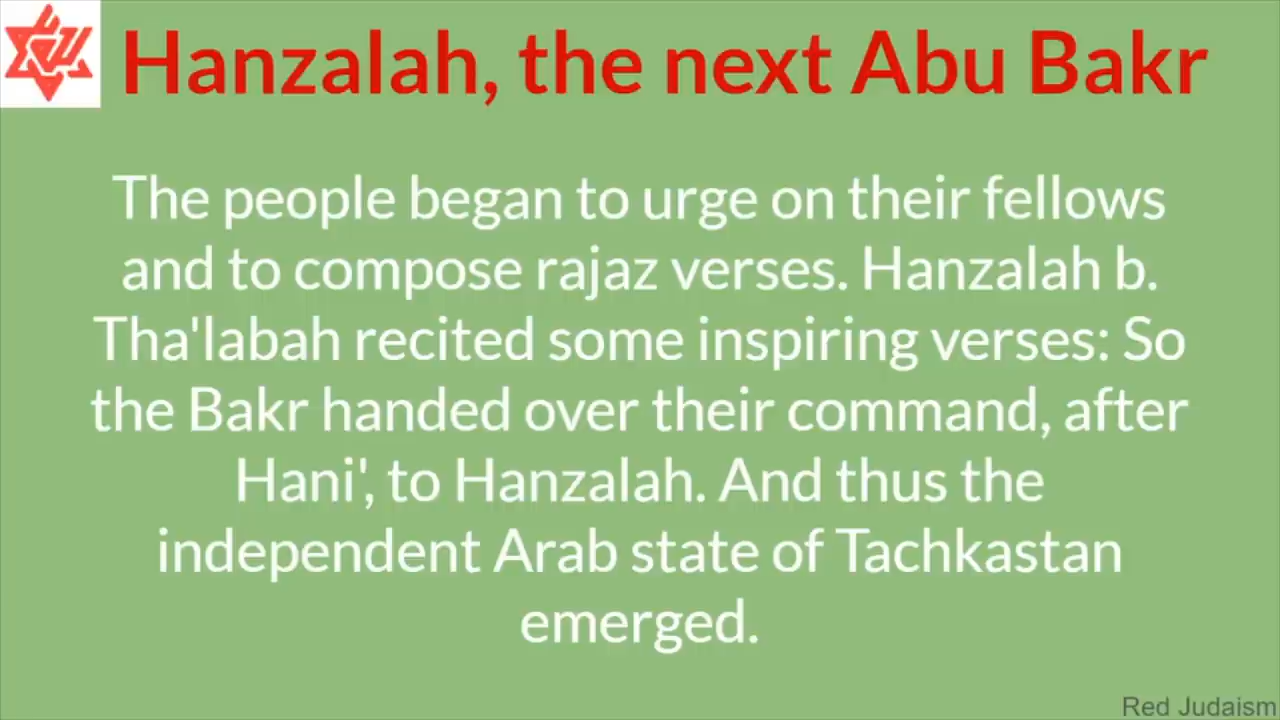 Hanzalah, the next Abu Bakr
The people began to urge on their fellows
and to compose rajaz verses. Hanzalah b.
Tha'labah recited some inspiring verses: So
the Bakr handed over their command, after
Hani', to Hanzalah. And thus the
independent Arab state of Tachkastan
emerged.
Red Judaism